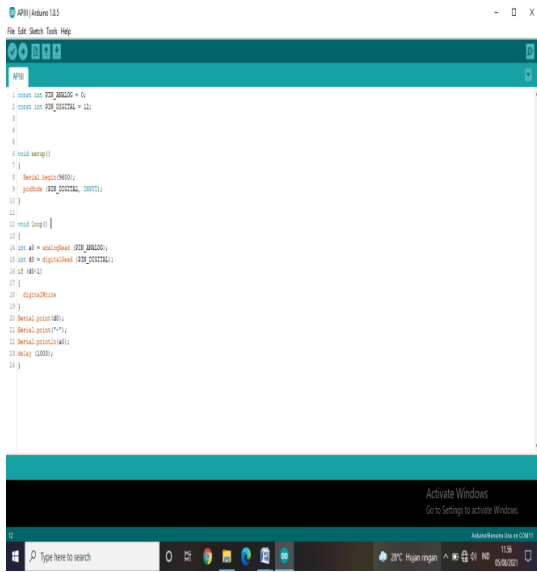 APIII | Arduino 1.8.5
File Edit Sketch Tools Help
APIII
1 const int PIN_ANALOG = 0;
2 const int PIN_DIGITAL = 12;
3
4
5
6 void setup()
7 {
8 Serial.begin(9600);
9 pinMode (PIN_DIGITAL, INPUT);
10 }
11
12 void loop()
13 {
14 int a0 = analogRead (PIN_ANALOG);
15 int d0 = digitalRead (PIN_DIGITAL);
16 if (d0<1)
17 {
18 digitalWrite
19 }
20 Serial.print(d0);
21 Serial.print("-");
22 Serial.println(a0);
23 delay (1000);
24 }
Activate Windows
Go to Settings to activate Windows.
12
Arduino/Genuino Uno on COM11
Type here to search
28°C Hujan ringan
IND
11.56
05/08/2021